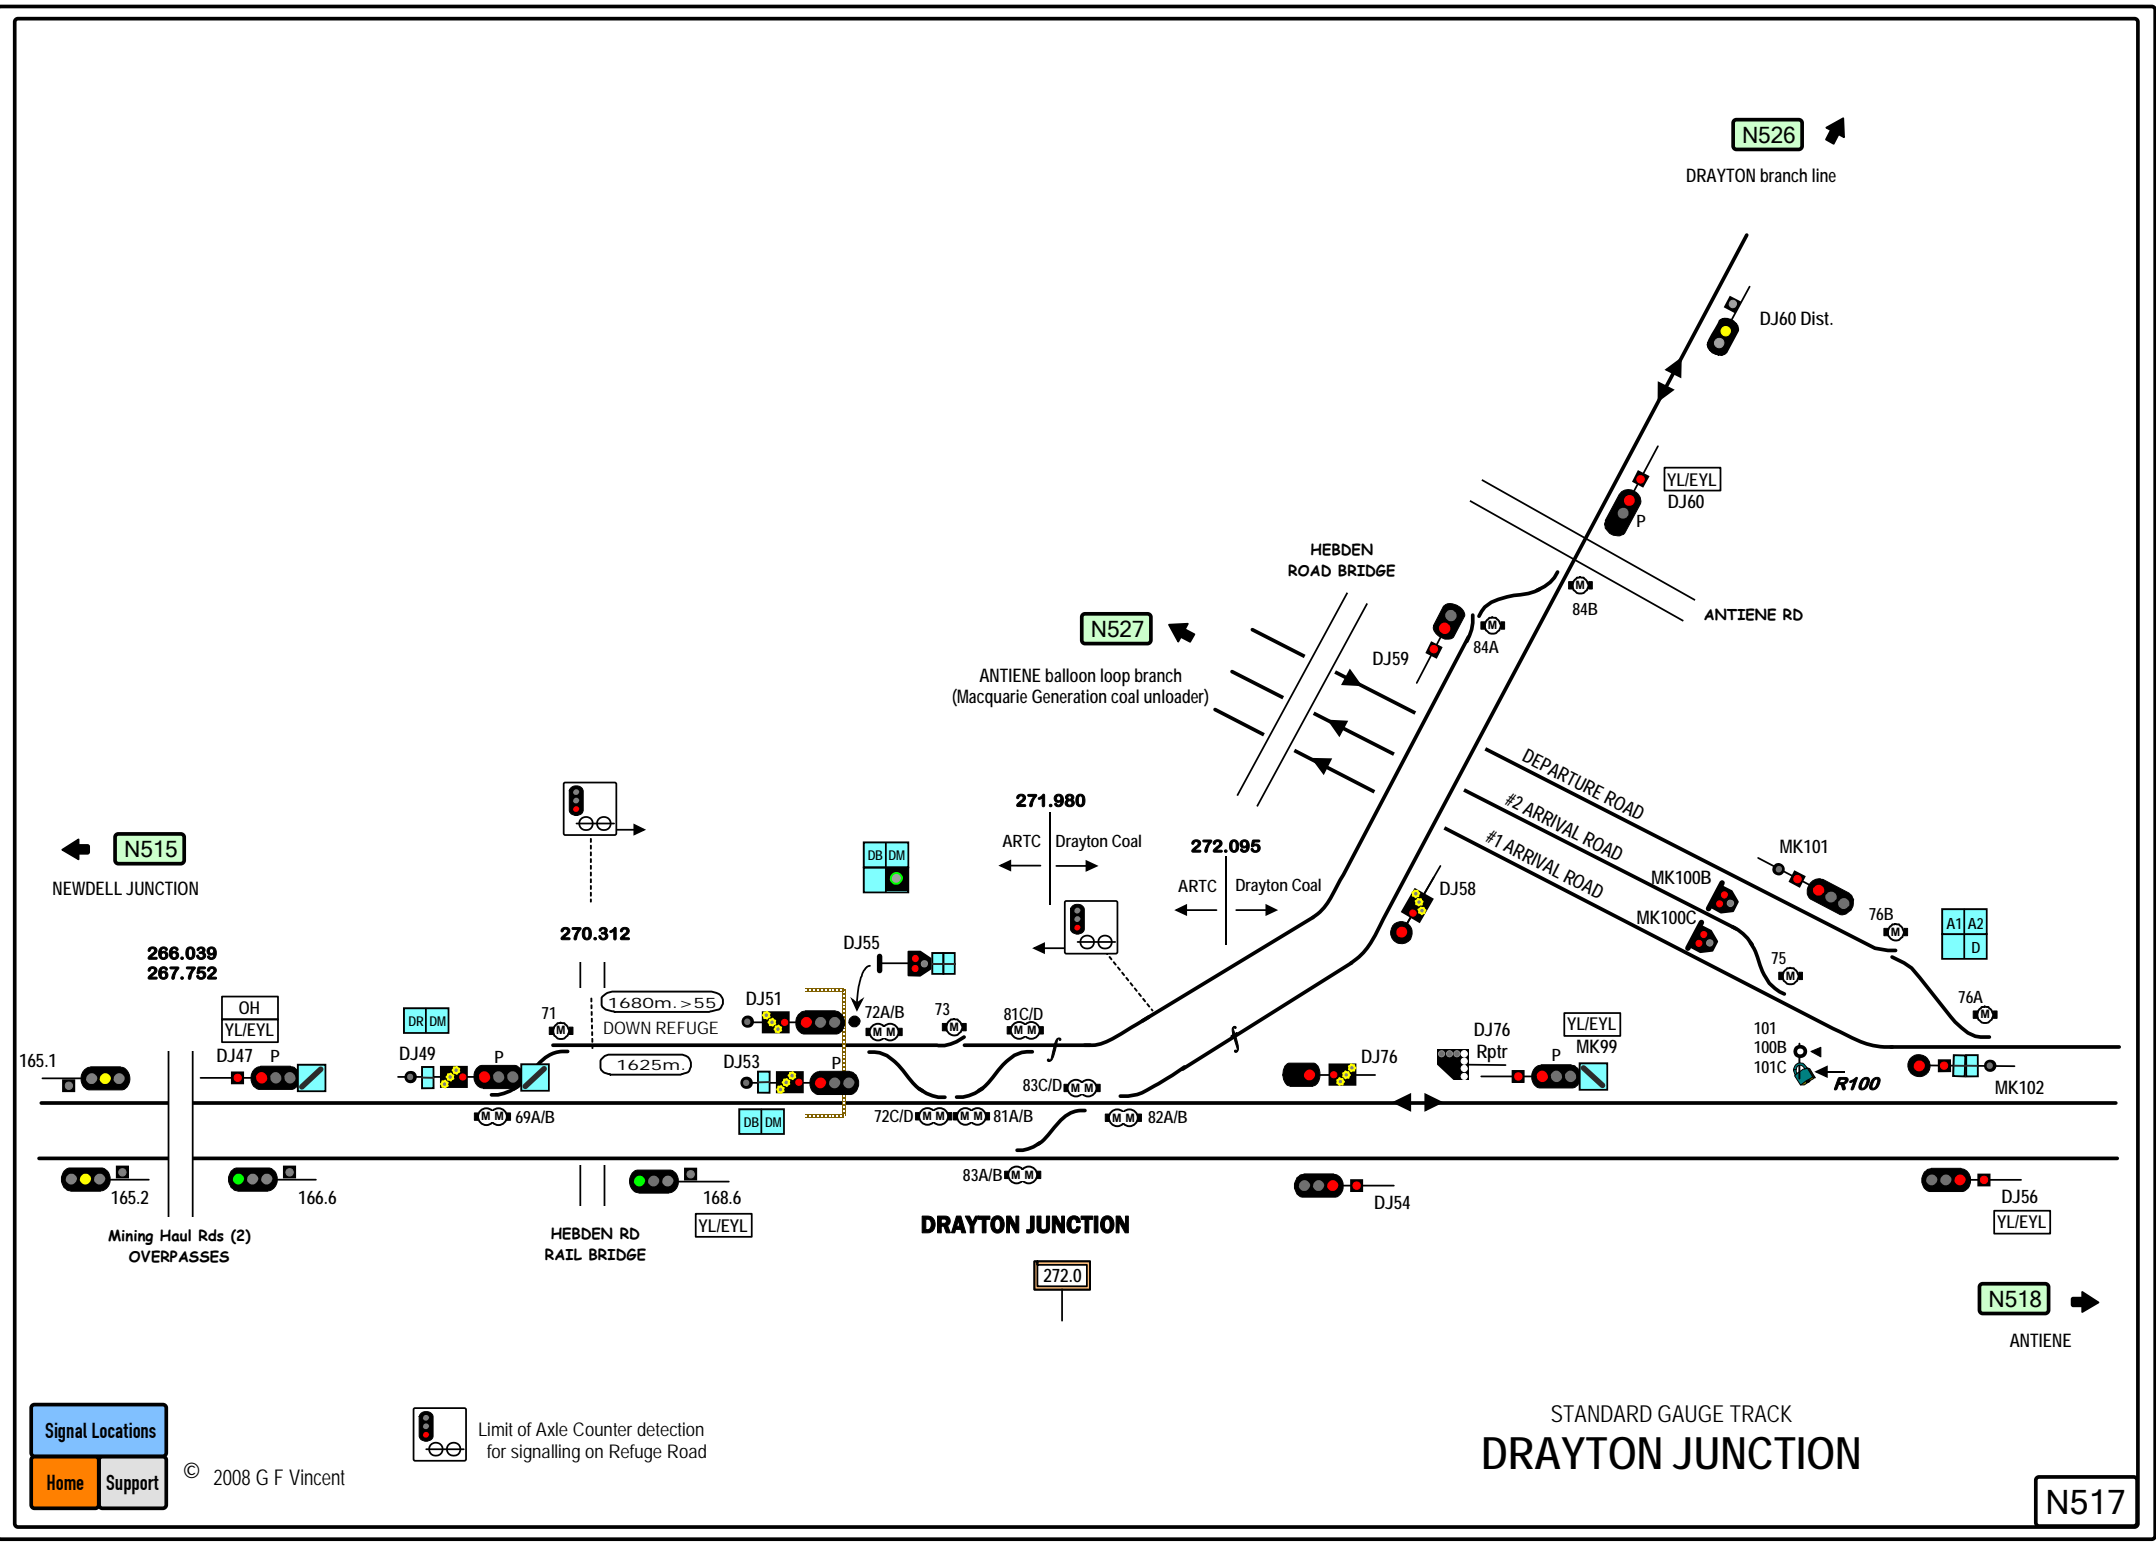 N526
DRAYTON branch line
DJ60 Dist.
YL/EYL
DJ60
P
HEBDEN
ROAD BRIDGE
M
84B
ANTIENE RD
N527
M
84A
DJ59
ANTIENE balloon loop branch
(Macquarie Generation coal unloader)
DEPARTURE ROAD
#2 ARRIVAL ROAD
#1 ARRIVAL ROAD
271.980
ARTC
Drayton Coal
272.095
ARTC
Drayton Coal
N515
NEWDELL JUNCTION
DB DM
DJ58
MK101
MK100B
MK100C
76B
M
A1 A2
D
266.039
267.752
270.312
DJ55
75
M
76A
M
OH
YL/EYL
DR DM
71
M
1680m.>55
DOWN REFUGE
1625m.
DJ51
72A/B
M M
73
M
81C/D
M M
DJ76
Rptr
YL/EYL
MK99
P
101
100B
101C
R100
MK102
165.1
DJ47 P
DJ49 P
DJ53 P
83C/D M M
DJ76
M M 69A/B
DB DM
72C/D M M
M M 81A/B
M M 82A/B
165.2
166.6
168.6
YL/EYL
83A/B M M
DJ54
DJ56
YL/EYL
Mining Haul Rds (2)
OVERPASSES
HEBDEN RD
RAIL BRIDGE
DRAYTON JUNCTION
272.0
N518
ANTIENE
Signal Locations
Home
Support
© 2008 G F Vincent
Limit of Axle Counter detection
for signalling on Refuge Road
STANDARD GAUGE TRACK
DRAYTON JUNCTION
N517